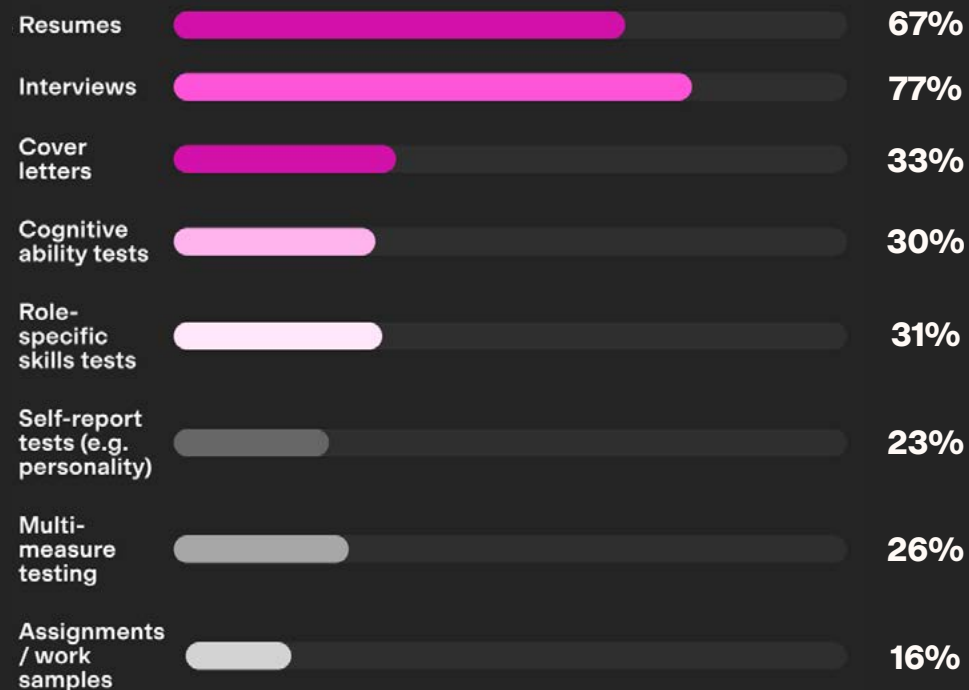 Resumes 67%
Interviews 77%
Cover
letters 33%
Cognitive
ability tests 30%
Role-
specific
skills tests 31%
Self-report
tests (e.g.
personality) 23%
Multi-
measure
testing 26%
Assignments
/ work
samples 16%